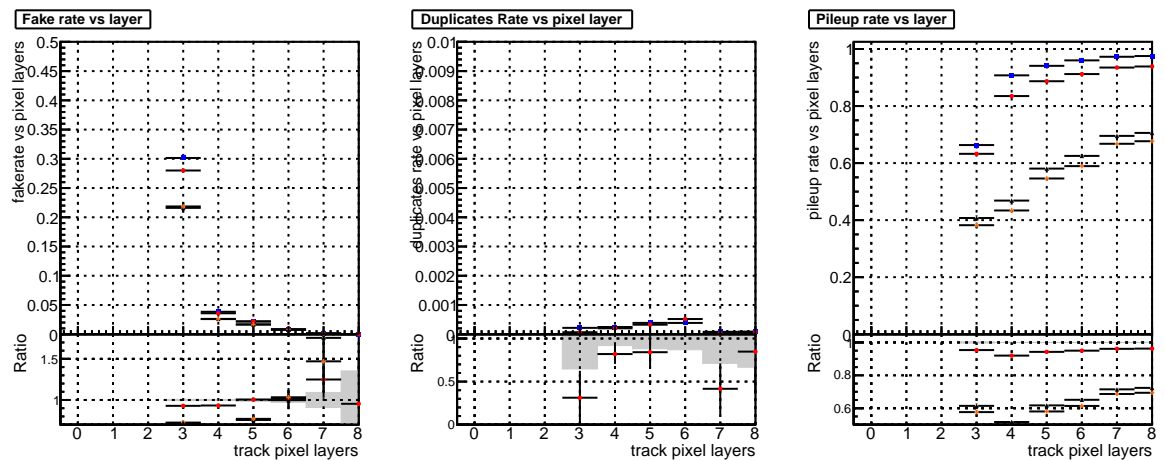 Fake rate vs layer
fakerate vs pixel layers
0.5
0.45
0.4
0.35
0.3
0.25
0.2
0.15
0.1
0.05
0
Ratio
1.5
1
0 1 2 3 4 5 6 7 8
track pixel layers
Duplicates Rate vs pixel layer
duplicates rate vs pixel layers
0.01
0.009
0.008
0.007
0.006
0.005
0.004
0.003
0.002
0.001
0
Ratio
1
0.5
0
0 1 2 3 4 5 6 7 8
track pixel layers
Pileup rate vs layer
pileup rate vs pixel layers
1
0.8
0.6
0.4
0.2
0
Ratio
1
0.8
0.6
0 1 2 3 4 5 6 7 8
track pixel layers